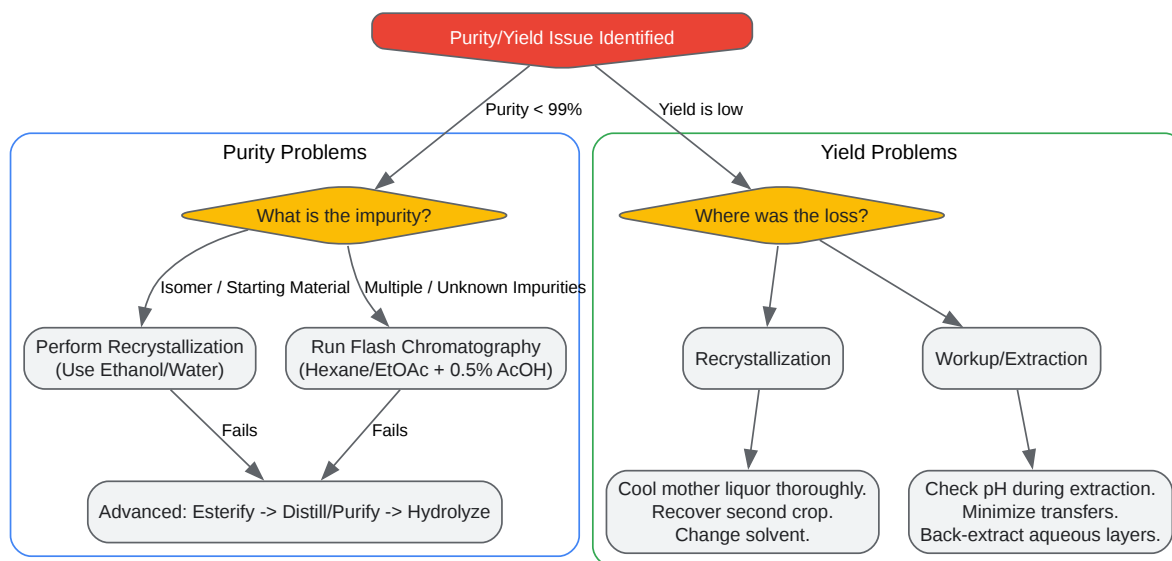 Purity/Yield Issue Identified
Purity < 99%
Yield is low
Purity Problems
What is the impurity?
Isomer / Starting Material
Multiple / Unknown Impurities
Perform Recrystallization
(Use Ethanol/Water)
Run Flash Chromatography
(Hexane/EtOAc + 0.5% AcOH)
Fails
Fails
Advanced: Esterify -> Distill/Purify -> Hydrolyze
Yield Problems
Where was the loss?
Recrystallization
Workup/Extraction
Cool mother liquor thoroughly.
Recover second crop.
Change solvent.
Check pH during extraction.
Minimize transfers.
Back-extract aqueous layers.